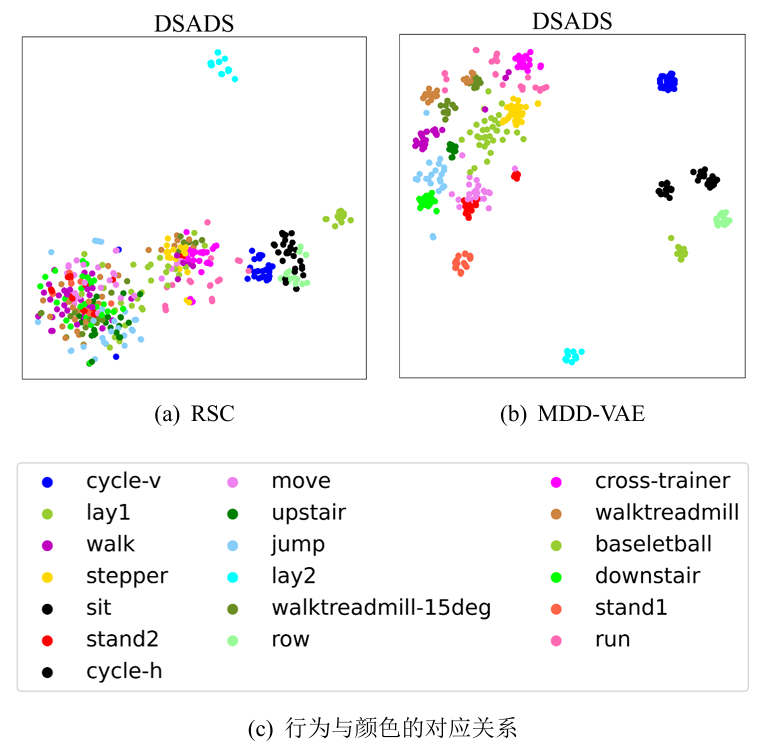 DSADS DSADS
(a) RSC (b) MDD-VAE
cycle-v move cross-trainer
lay1 upstair walktreadmill
walk jump baseletball
stepper lay2 downstair
sit walktreadmill-15deg stand1
stand2 row run
cycle-h
(c) 行为与颜色的对应关系